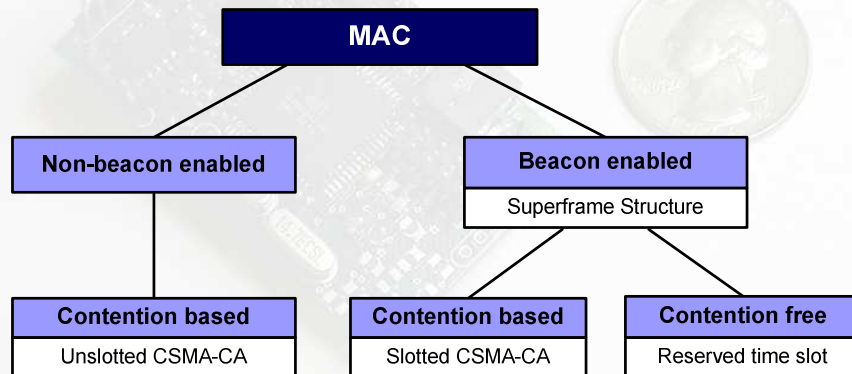 MAC
Non-beacon enabled
Beacon enabled
Superframe Structure
Contention based
Unslotted CSMA-CA
Contention based
Slotted CSMA-CA
Contention free
Reserved time slot